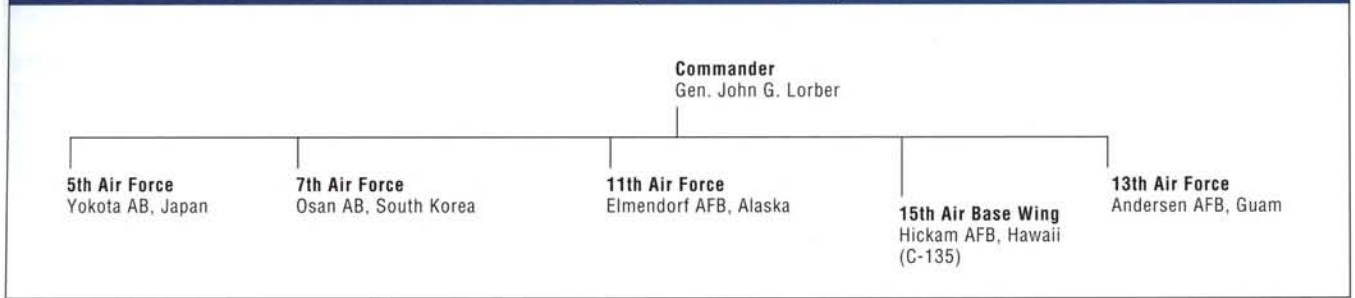 Commander
Gen. John G. Lorber
5th Air Force
Yokota AB, Japan
7th Air Force
Osan AB, South Korea
11th Air Force
Elmendorf AFB, Alaska
15th Air Base Wing
Hickam AFB, Hawaii
(C-135)
13th Air Force
Andersen AFB, Guam